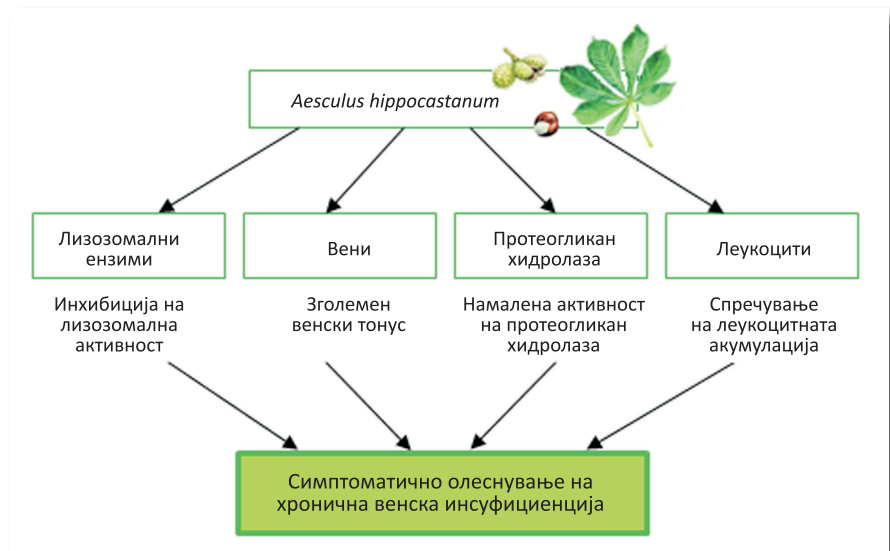 Aesculus hippocastanum
Лизозомални
ензими
Вени
Протеогликан
хидролаза
Леукоцити
Инхибиција на
лизозомална
активност
Зголемен
венски тонус
Намалена активност
на протеогликан
хидролаза
Спречување
на леукоцитната
акумулација
Симптоматично олеснување на
хронична венска инсуфициенција